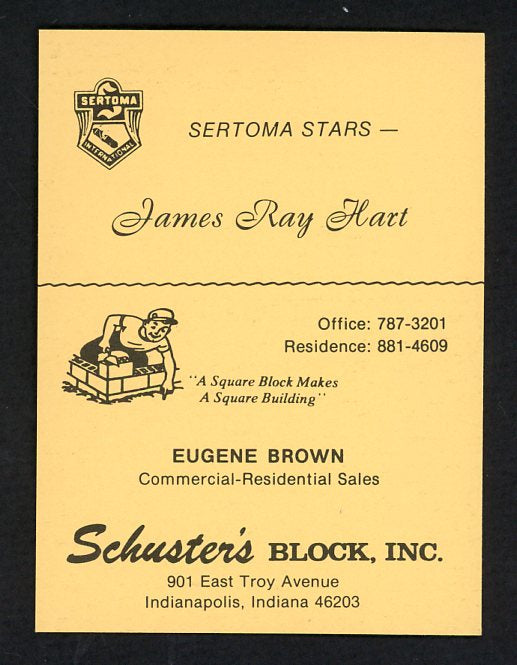 SERTOMA
INTERNATIONAL
SERTOMA STARS —
James Ray Hart
Office: 787-3201
Residence: 881-4609
"A Square Block Makes
A Square Building"
EUGENE BROWN
Commercial-Residential Sales
Schuster's BLOCK, INC.
901 East Troy Avenue
Indianapolis, Indiana 46203